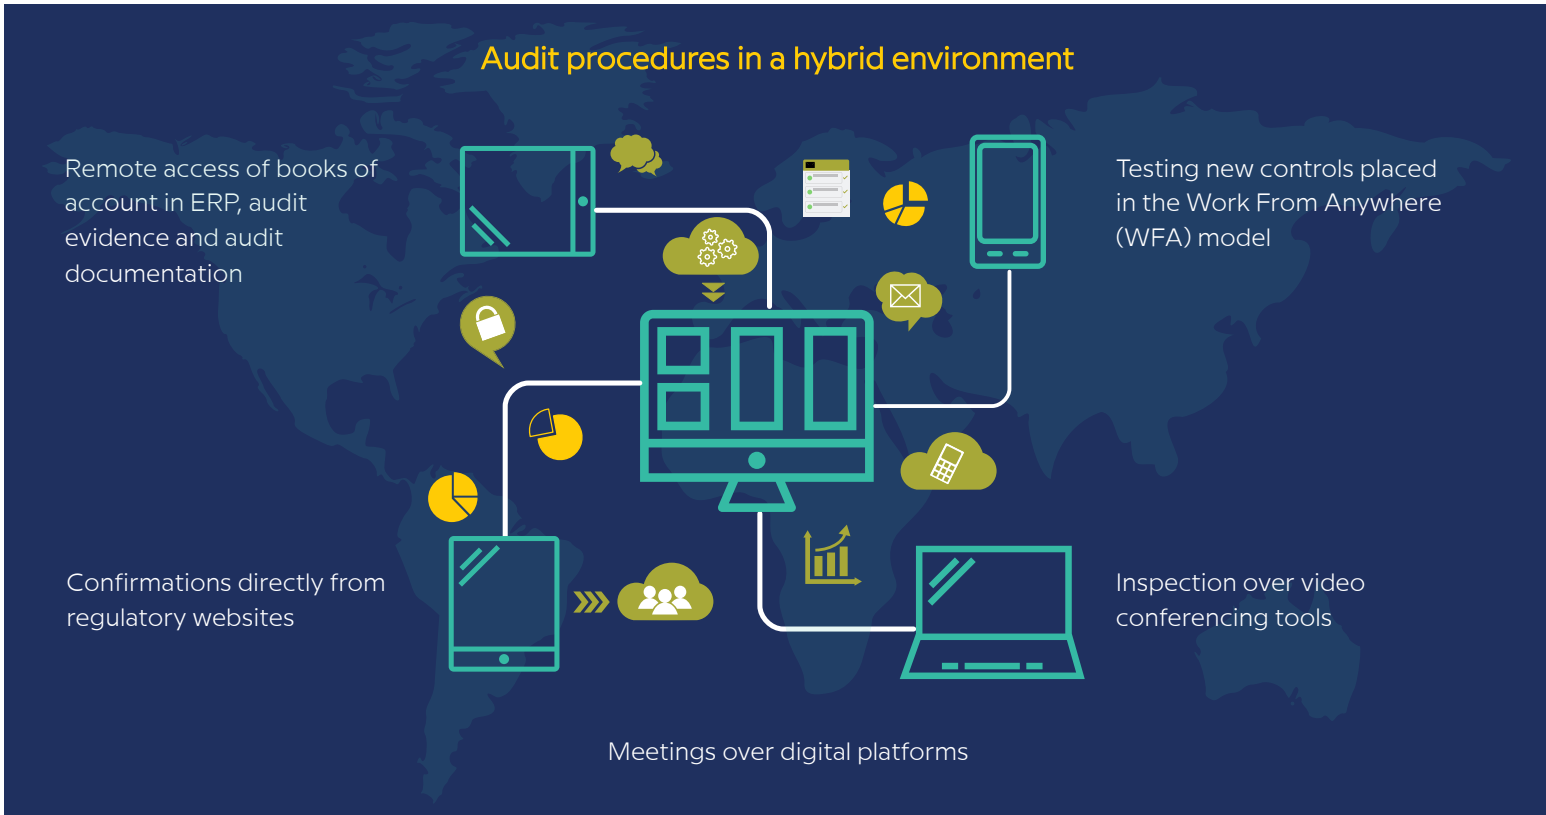 Audit procedures in a hybrid environment
Remote access of books of
account in ERP, audit
evidence and audit
documentation
Testing new controls placed
in the Work From Anywhere
(WFA) model
Confirmations directly from
regulatory websites
Inspection over video
conferencing tools
Meetings over digital platforms